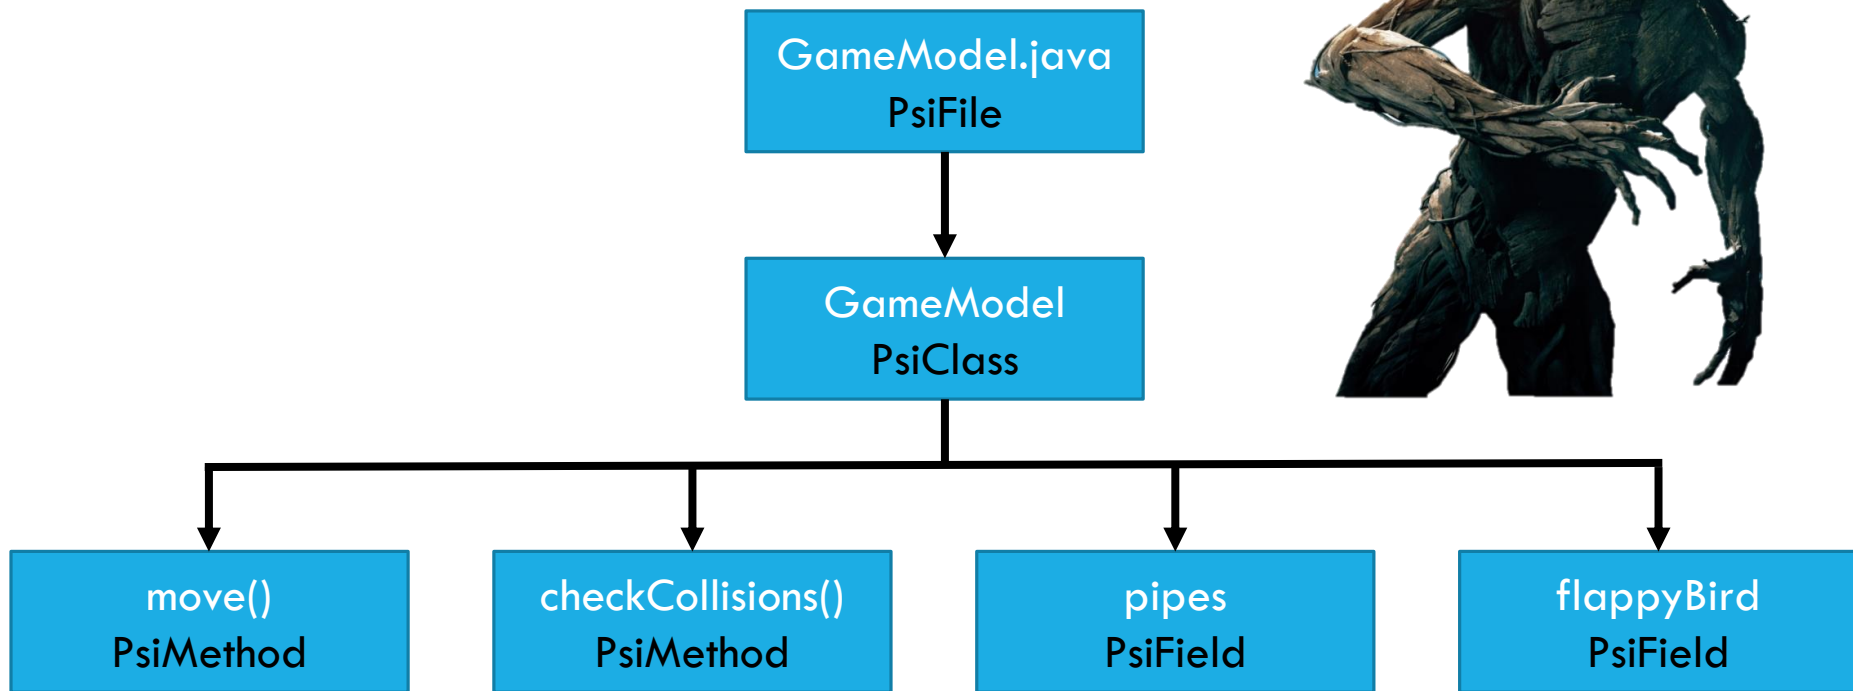 GameModel.java
PsiFile
GameModel
PsiClass
move()
PsiMethod
checkCollisions()
PsiMethod
pipes
PsiField
flappyBird
PsiField